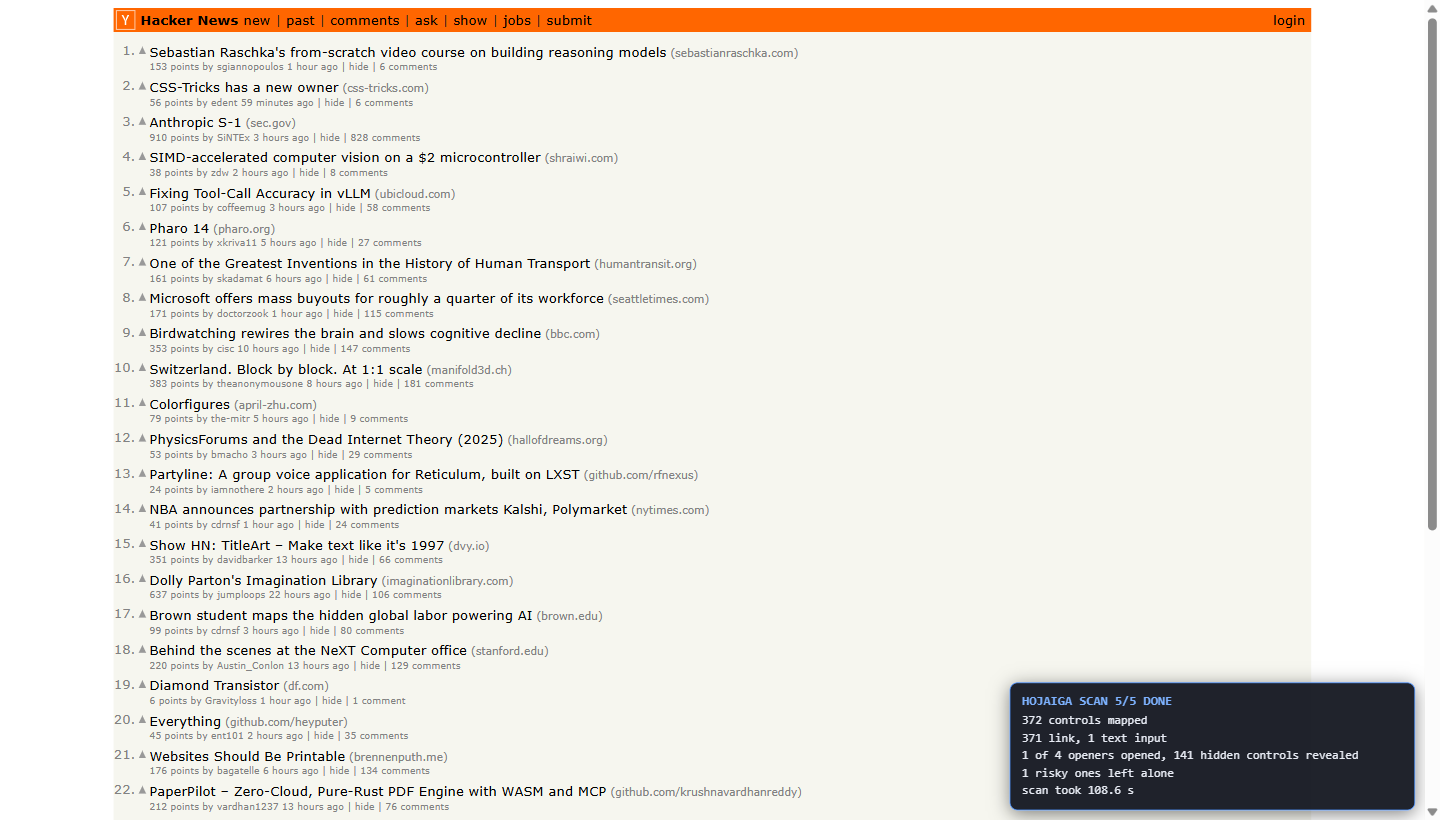 Y Hacker News new | past | comments | ask | show | jobs | submit login
1. Sebastian Raschka's from-scratch video course on building reasoning models (sebastianraschka.com)
153 points by sgiannopoulos 1 hour ago | hide | 6 comments
2. CSS-Tricks has a new owner (css-tricks.com)
56 points by edent 59 minutes ago | hide | 6 comments
3. Anthropic S-1 (sec.gov)
910 points by SiNTEx 3 hours ago | hide | 828 comments
4. SIMD-accelerated computer vision on a $2 microcontroller (shraiwi.com)
38 points by zdw 2 hours ago | hide | 8 comments
5. Fixing Tool-Call Accuracy in vLLM (ubicloud.com)
107 points by coffeemug 3 hours ago | hide | 58 comments
6. Pharo 14 (pharo.org)
121 points by xkriva11 5 hours ago | hide | 27 comments
7. One of the Greatest Inventions in the History of Human Transport (humantransit.org)
161 points by skadamat 6 hours ago | hide | 61 comments
8. Microsoft offers mass buyouts for roughly a quarter of its workforce (seattletimes.com)
171 points by doctorzook 1 hour ago | hide | 115 comments
9. Birdwatching rewires the brain and slows cognitive decline (bbc.com)
353 points by cisc 10 hours ago | hide | 147 comments
10. Switzerland. Block by block. At 1:1 scale (manifold3d.ch)
383 points by theanonymousone 8 hours ago | hide | 181 comments
11. Colorfigures (april-zhu.com)
79 points by the-mitr 5 hours ago | hide | 9 comments
12. PhysicsForums and the Dead Internet Theory (2025) (hallofdreams.org)
53 points by bmacho 3 hours ago | hide | 29 comments
13. Partyline: A group voice application for Reticulum, built on LXST (github.com/rfnexus)
24 points by iamnothere 2 hours ago | hide | 5 comments
14. NBA announces partnership with prediction markets Kalshi, Polymarket (nytimes.com)
41 points by cdrnsf 1 hour ago | hide | 24 comments
15. Show HN: TitleArt – Make text like it's 1997 (dvy.io)
351 points by davidbarker 13 hours ago | hide | 66 comments
16. Dolly Parton's Imagination Library (imaginationlibrary.com)
637 points by jumploops 22 hours ago | hide | 106 comments
17. Brown student maps the hidden global labor powering AI (brown.edu)
99 points by cdrnsf 3 hours ago | hide | 80 comments
18. Behind the scenes at the NeXT Computer office (stanford.edu)
220 points by Austin_Conlon 13 hours ago | hide | 129 comments
19. Diamond Transistor (df.com)
6 points by Gravityloss 1 hour ago | hide | 1 comment
20. Everything (github.com/heyputer)
45 points by ent101 2 hours ago | hide | 35 comments
21. Websites Should Be Printable (brennenputh.me)
176 points by bagatelle 6 hours ago | hide | 134 comments
22. PaperPilot – Zero-Cloud, Pure-Rust PDF Engine with WASM and MCP (github.com/krushnavardhanreddy)
212 points by vardhan1237 13 hours ago | hide | 76 comments
HOJAIGA SCAN 5/5 DONE
372 controls mapped
371 link, 1 text input
1 of 4 openers opened, 141 hidden controls revealed
1 risky ones left alone
scan took 108.6 s